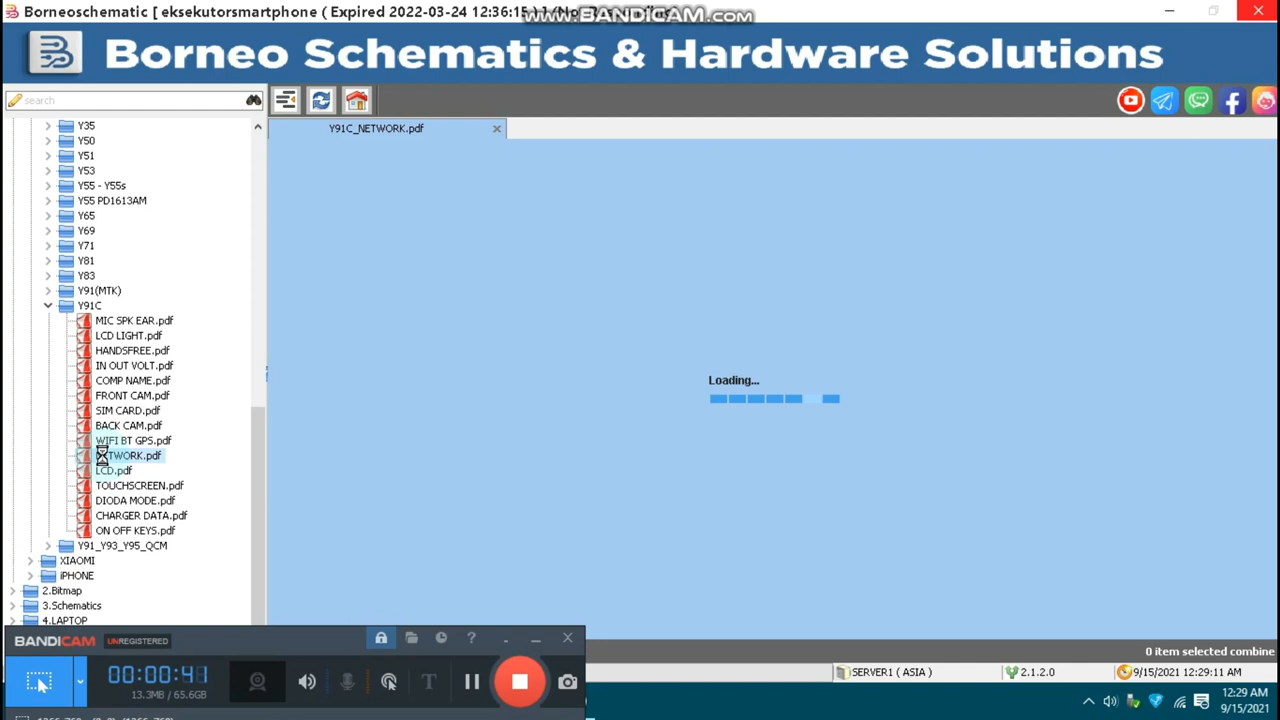 Borneoschematic [ eksekutorsmartphone ( Expired 2022-03-24 12:36:15 ) ]
www.BANDICAM.com
Borneo Schematics & Hardware Solutions
search
Y91C_NETWORK.pdf
Y35
Y50
Y51
Y53
Y55 - Y55s
Y55 PD1613AM
Y65
Y69
Y71
Y81
Y83
Y91(MTK)
Y91C
MIC SPK EAR.pdf
LCD LIGHT.pdf
HANDSFREE.pdf
IN OUT VOLT.pdf
COMP NAME.pdf
FRONT CAM.pdf
SIM CARD.pdf
BACK CAM.pdf
WIFI BT GPS.pdf
NETWORK.pdf
LCD.pdf
TOUCHSCREEN.pdf
DIODA MODE.pdf
CHARGER DATA.pdf
ON OFF KEYS.pdf
Y91_Y93_Y95_QCM
XIAOMI
iPHONE
2.Bitmap
3.Schematics
4.LAPTOP
Loading...
BANDICAM UNREGISTERED
00:00:41
13.3MB / 65.6GB
0 item selected combine
SERVER1 ( ASIA )
2.1.2.0
9/15/2021 12:29:11 AM
12:29 AM
9/15/2021